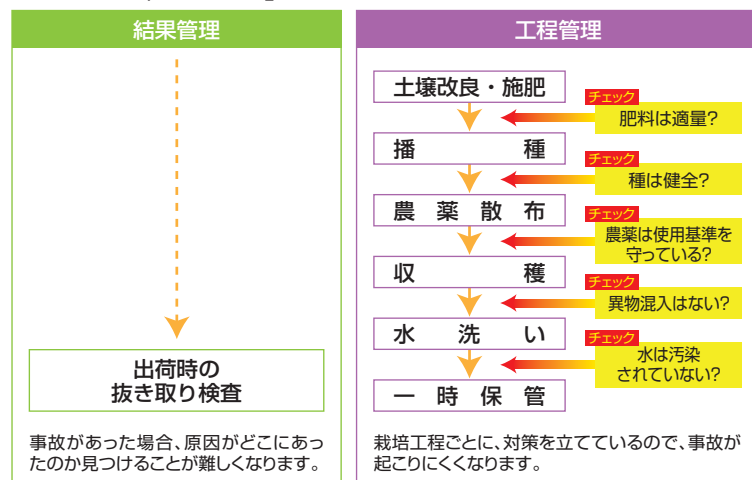 結果管理
出荷時の
抜き取り検査
事故があった場合、原因がどこにあっ
たのか見つけることが難しくなります。
工程管理
土壌改良・施肥
チェック
肥料は適量?
播種
チェック
種は健全?
農薬散布
チェック
農薬は使用基準を
守っている?
収穫
チェック
異物混入はない?
水洗い
チェック
水は汚染
されていない?
一時保管
栽培工程ごとに、対策を立てているので、事故が
起こりにくくなります。